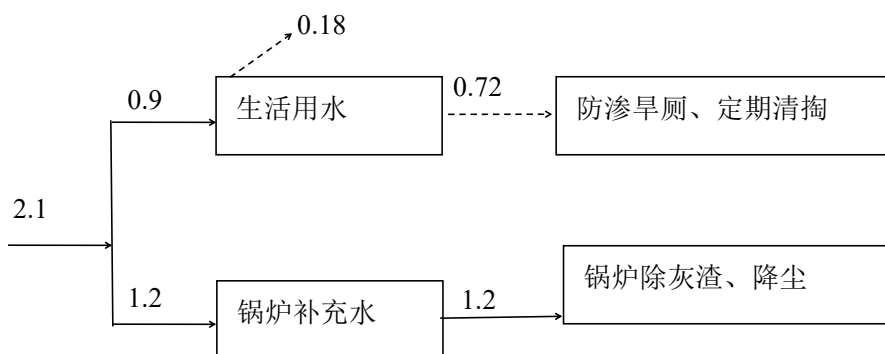 0.18
0.9
生活用水
0.72
防渗旱厕、定期清掏
2.1
1.2
锅炉补充水
1.2
锅炉除灰渣、降尘